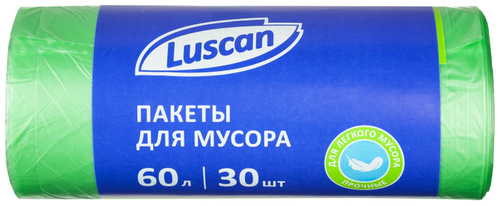 Luscan
ПАКЕТЫ
ДЛЯ МУСОРА
60 л | 30 шт
ДЛЯ ЛЕГКОГО МУСОРА
ПРОЧНЫЕ